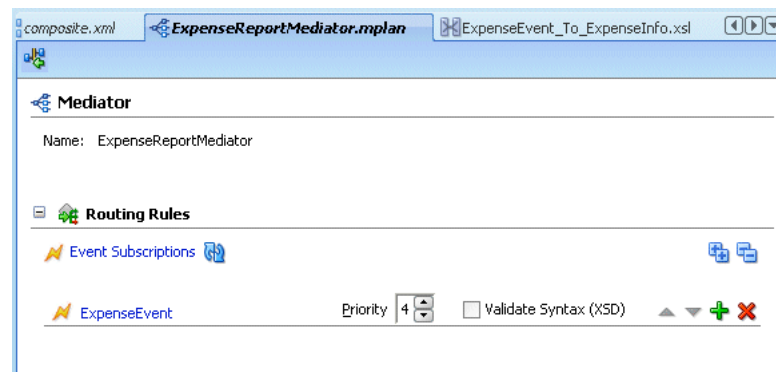 composite.xml ExpenseReportMediator.mplan ExpenseEvent_To_ExpenseInfo.xsl
Mediator
Name: ExpenseReportMediator
Routing Rules
Event Subscriptions
ExpenseEvent Priority 4 Validate Syntax (XSD)